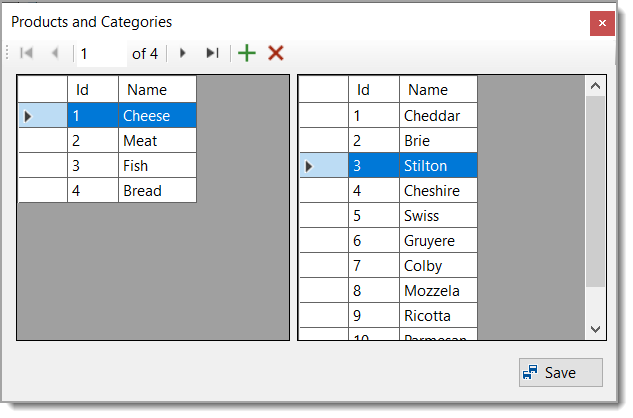 Products and Categories
1 of 4
Id Name
1 Cheese
2 Meat
3 Fish
4 Bread
Id Name
1 Cheddar
2 Brie
3 Stilton
4 Cheshire
5 Swiss
6 Gruyere
7 Colby
8 Mozzela
9 Ricotta
10 Parmesan
Save